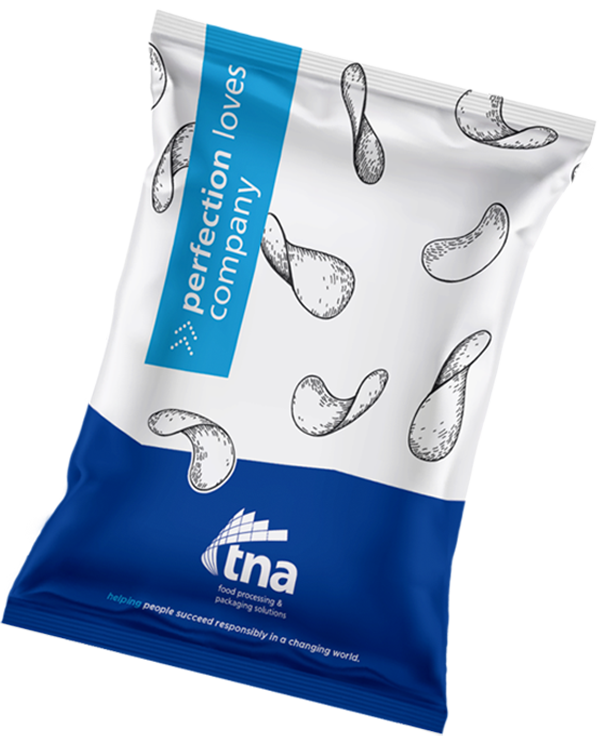 perfection loves
company
tna
food processing &
packaging solutions
helping people succeed responsibly in a changing world.